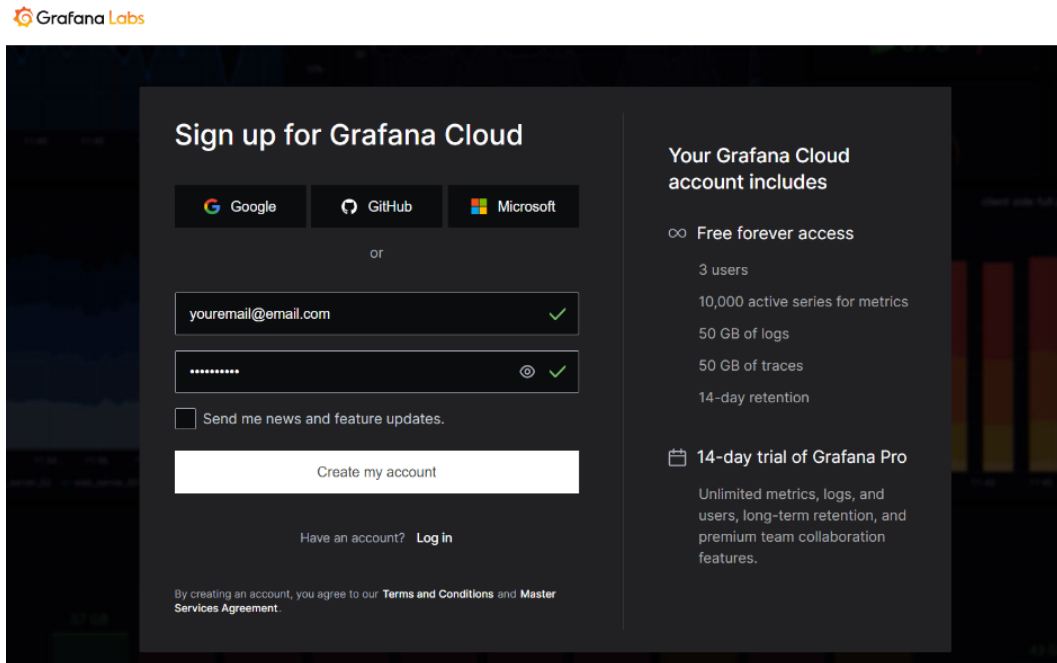 Grafana Labs
Sign up for Grafana Cloud
Google
GitHub
Microsoft
or
youremail@email.com
••••••••••
Send me news and feature updates.
Create my account
Have an account? Log in
By creating an account, you agree to our Terms and Conditions and Master
Services Agreement.
Your Grafana Cloud
account includes
Free forever access
3 users
10,000 active series for metrics
50 GB of logs
50 GB of traces
14-day retention
14-day trial of Grafana Pro
Unlimited metrics, logs, and
users, long-term retention, and
premium team collaboration
features.